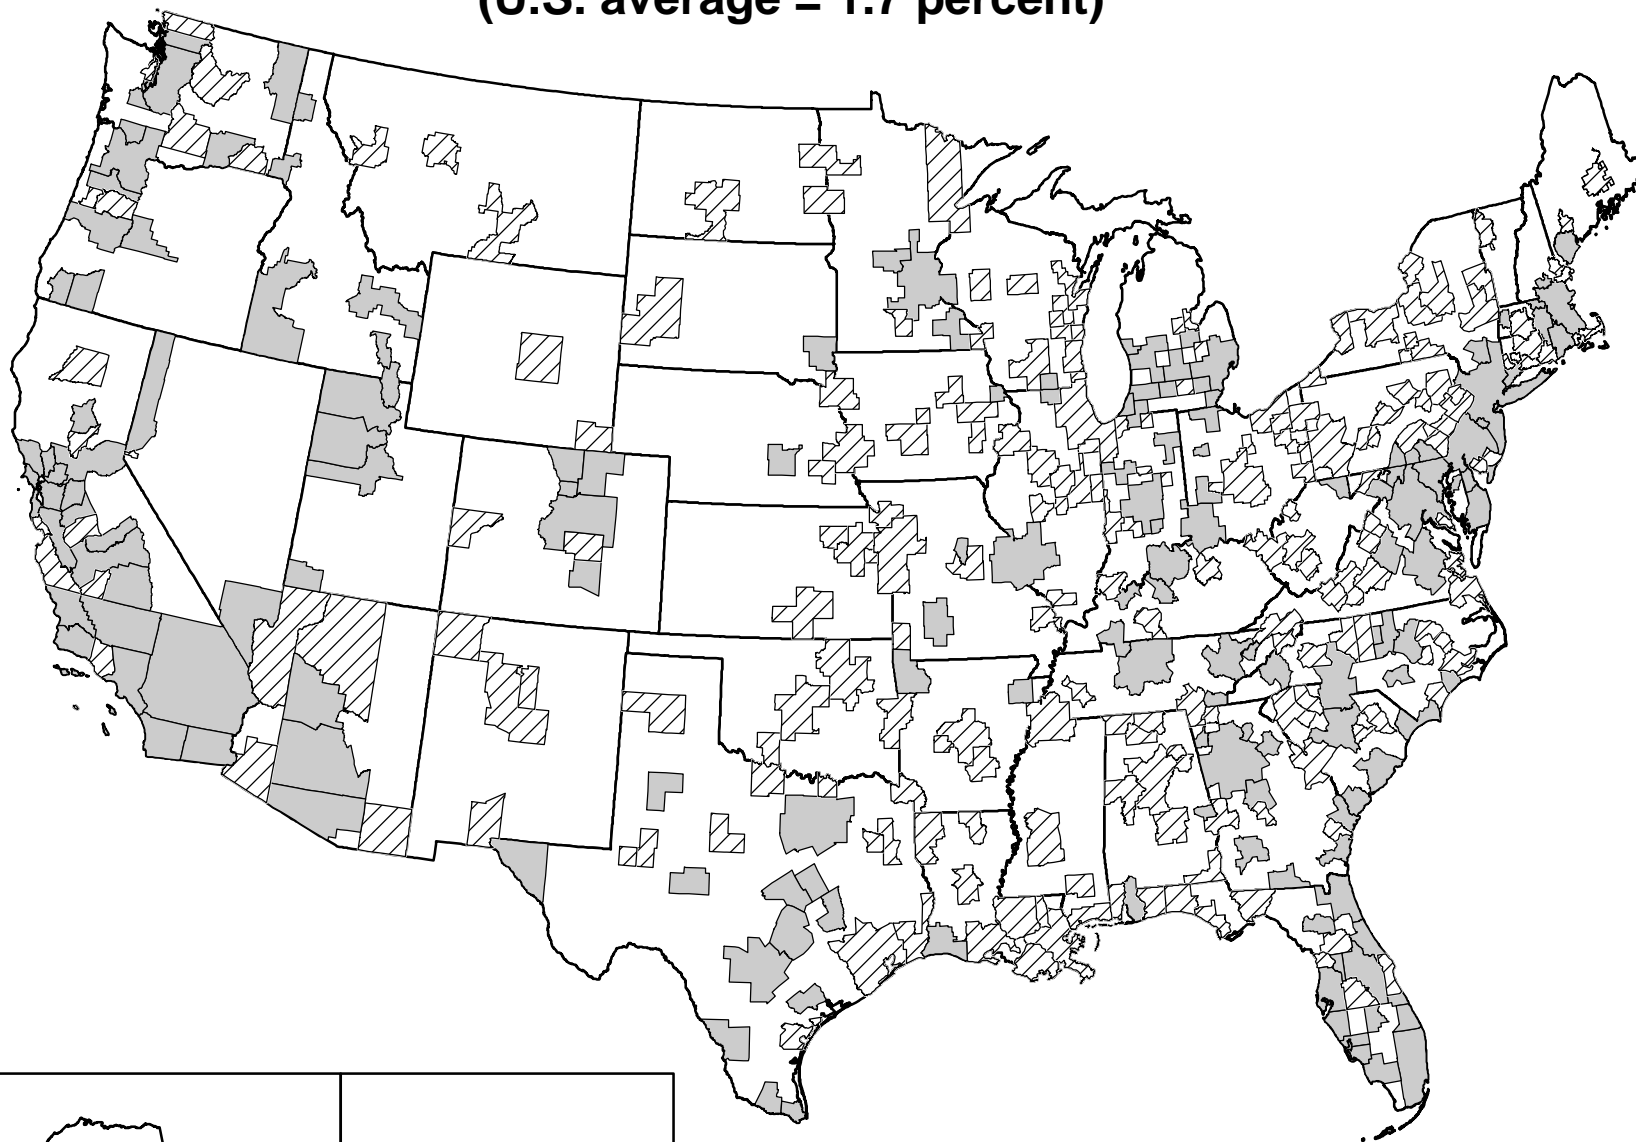 (U.S. average = 1.7 percent)